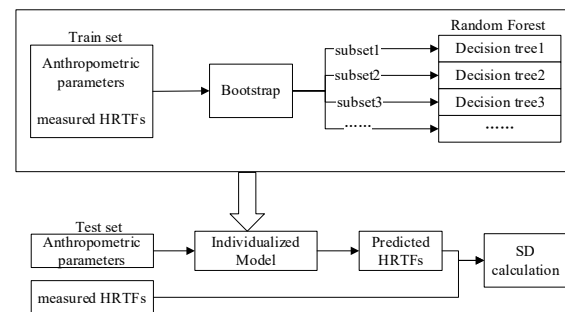 Train set
Anthropometric
parameters
measured HRTFs
Bootstrap
subset1
subset2
subset3
……
Random Forest
Decision tree1
Decision tree2
Decision tree3
……
Test set
Anthropometric
parameters
measured HRTFs
Individualized
Model
Predicted
HRTFs
SD
calculation